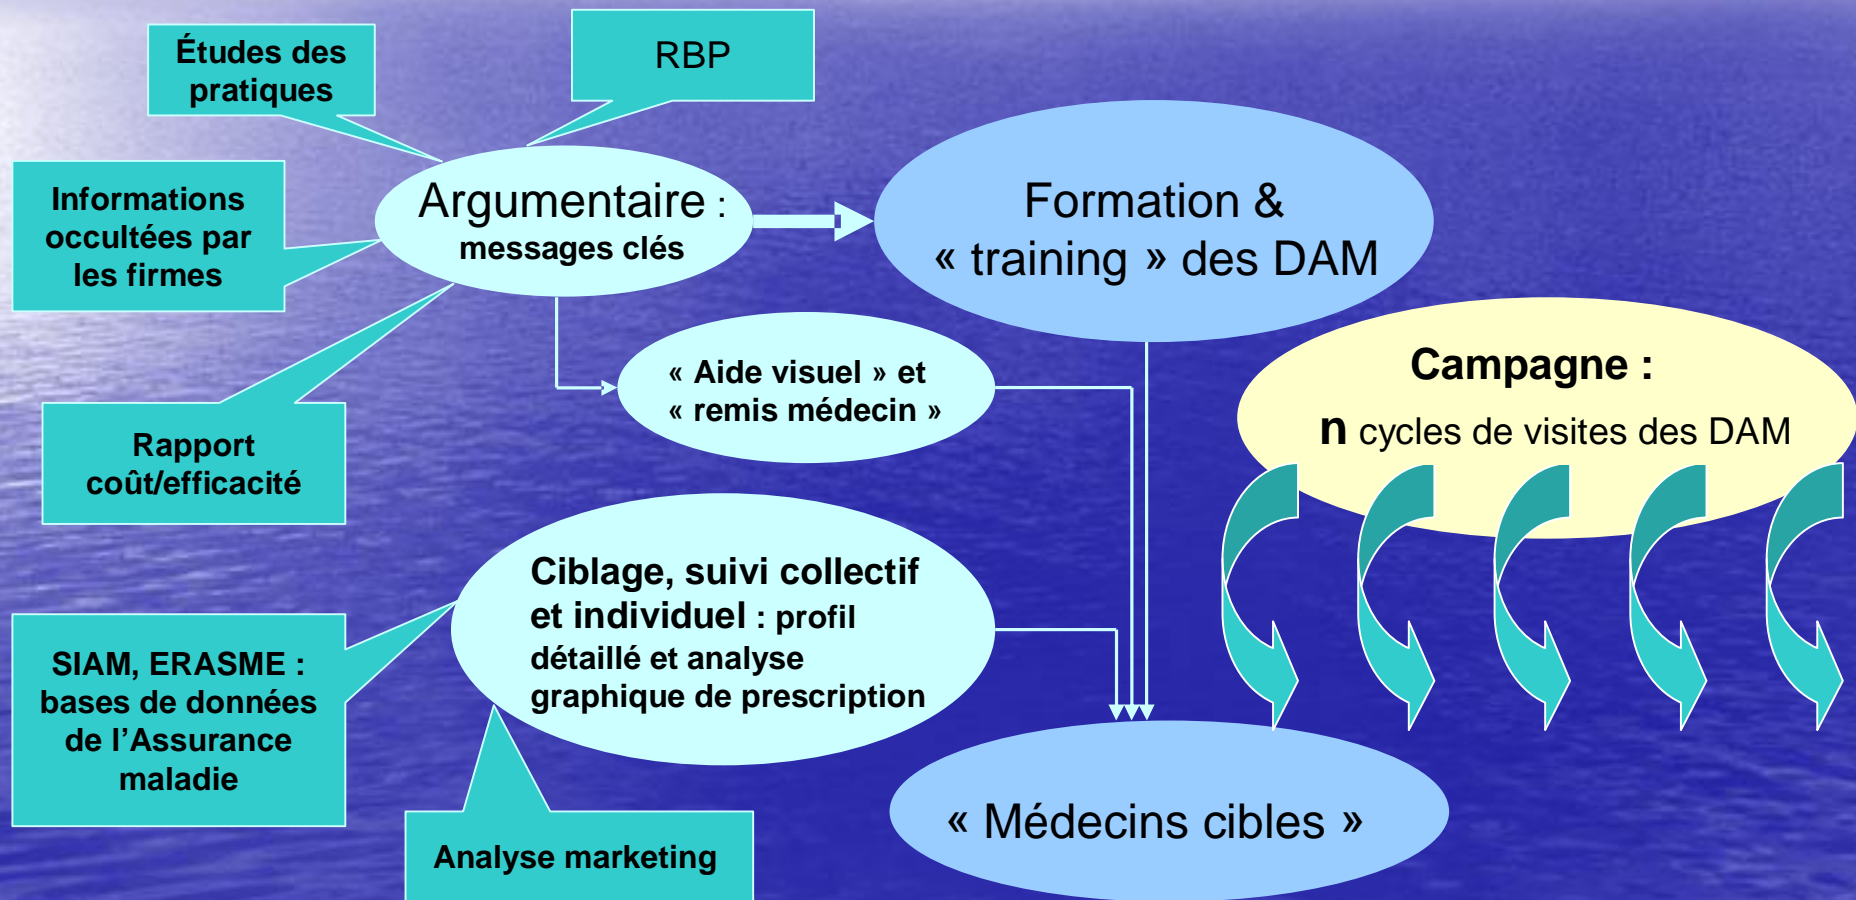 Études des
pratiques
RBP
Informations
occultées par
les firmes
Argumentaire :
messages clés
Formation &
« training » des DAM
Rapport
coût/efficacité
« Aide visuel » et
« remis médecin »
Campagne :
n cycles de visites des DAM
Ciblage, suivi collectif
et individuel : profil
détaillé et analyse
graphique de prescription
SIAM, ERASME :
bases de données
de l’Assurance
maladie
Analyse marketing
« Médecins cibles »